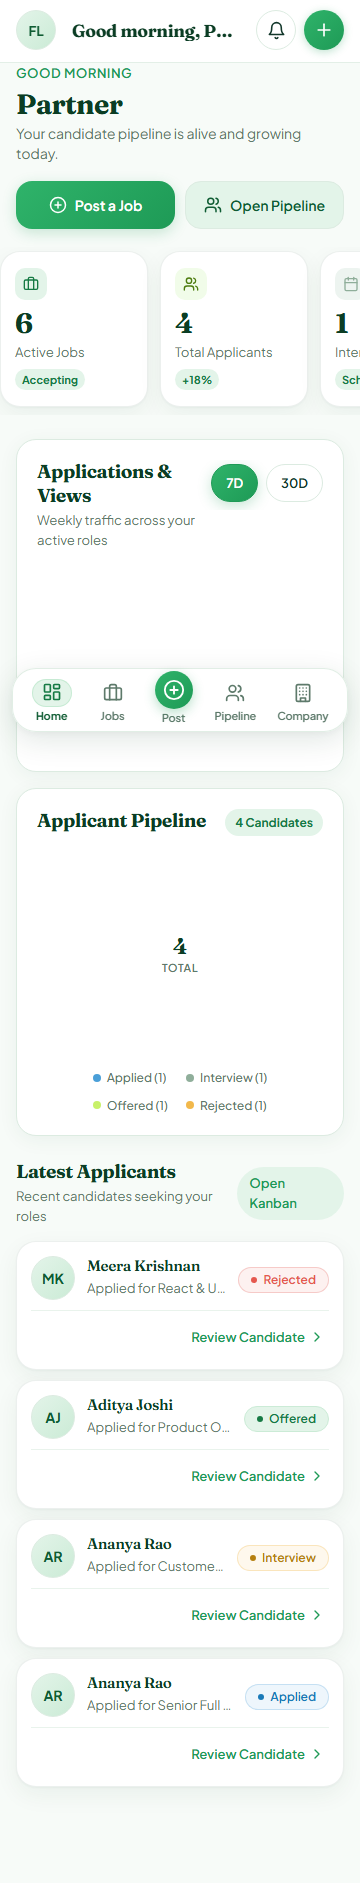 FL
Good morning, P...
GOOD MORNING
Partner
Your candidate pipeline is alive and growing
today.
Post a Job
Open Pipeline
6
Active Jobs
Accepting
4
Total Applicants
+18%
1
Inter
Sch
Applications &
Views
Weekly traffic across your
active roles
7D
30D
Home
Jobs
Post
Pipeline
Company
Applicant Pipeline
4 Candidates
4
TOTAL
Applied (1)
Interview (1)
Offered (1)
Rejected (1)
Latest Applicants
Recent candidates seeking your
roles
Open
Kanban
MK
Meera Krishnan
Applied for React & U...
Rejected
Review Candidate
AJ
Aditya Joshi
Applied for Product O...
Offered
Review Candidate
AR
Ananya Rao
Applied for Custome...
Interview
Review Candidate
AR
Ananya Rao
Applied for Senior Full ...
Applied
Review Candidate